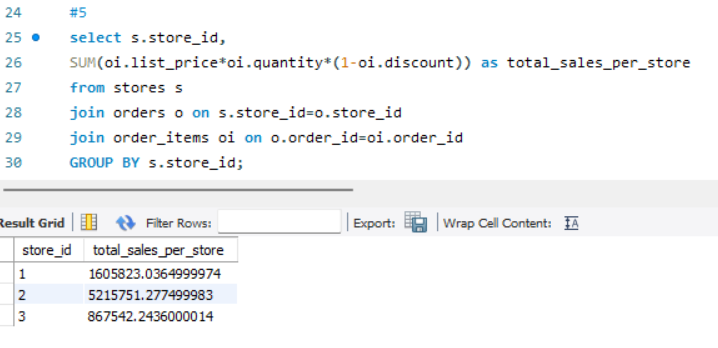 24 #5
25 select s.store_id,
26 SUM(oi.list_price*oi.quantity*(1-oi.discount)) as total_sales_per_store
27 from stores s
28 join orders o on s.store_id=o.store_id
29 join order_items oi on o.order_id=oi.order_id
30 GROUP BY s.store_id;
Result Grid Filter Rows: Export: Wrap Cell Content: IA
store_id total_sales_per_store
1 1605823.0364999974
2 5215751.277499983
3 867542.2436000014